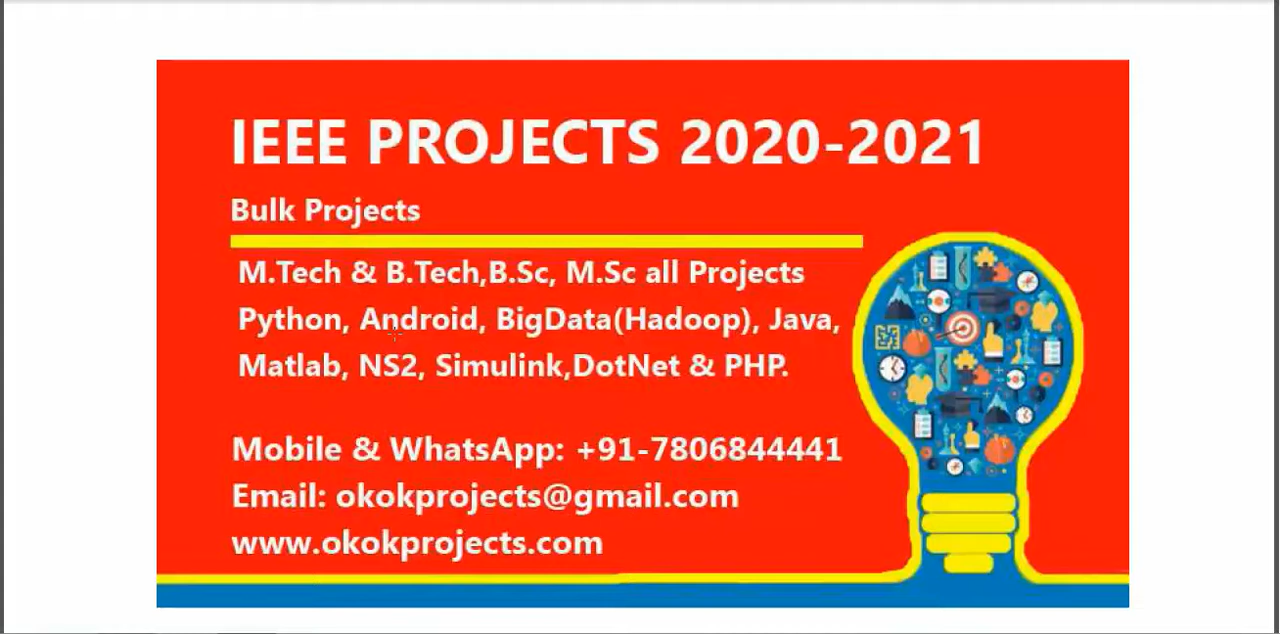 IEEE PROJECTS 2020-2021
Bulk Projects
M.Tech & B.Tech,B.Sc, M.Sc all Projects
Python, Android, BigData(Hadoop), Java,
Matlab, NS2, Simulink,DotNet & PHP.
Mobile & WhatsApp: +91-7806844441
Email: okokprojects@gmail.com
www.okokprojects.com